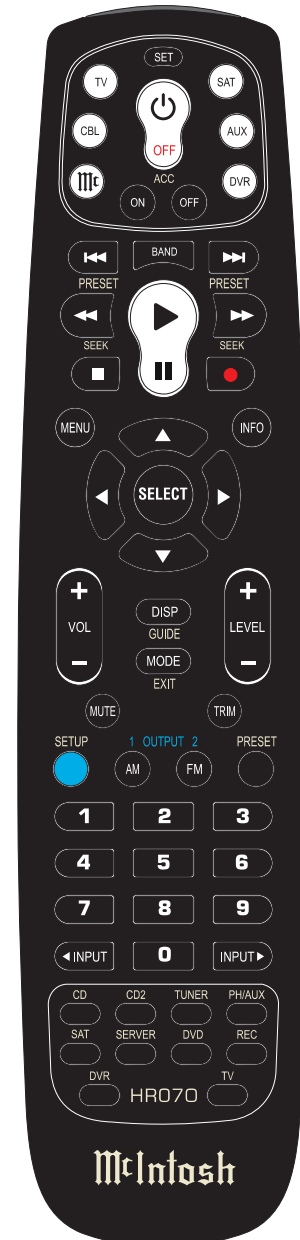 SET
TV SAT
CBL OFF AUX
Mc ACC DVR
ON OFF
BAND
PRESET PRESET
SEEK SEEK
MENU INFO
SELECT
+ +
VOL DISP LEVEL
GUIDE
- MODE -
EXIT
MUTE TRIM
SETUP 1 OUTPUT 2 PRESET
AM FM
1 2 3
4 5 6
7 8 9
INPUT 0 INPUT
CD CD2 TUNER PH/AUX
SAT SERVER DVD REC
DVR TV
HR070
McIntosh